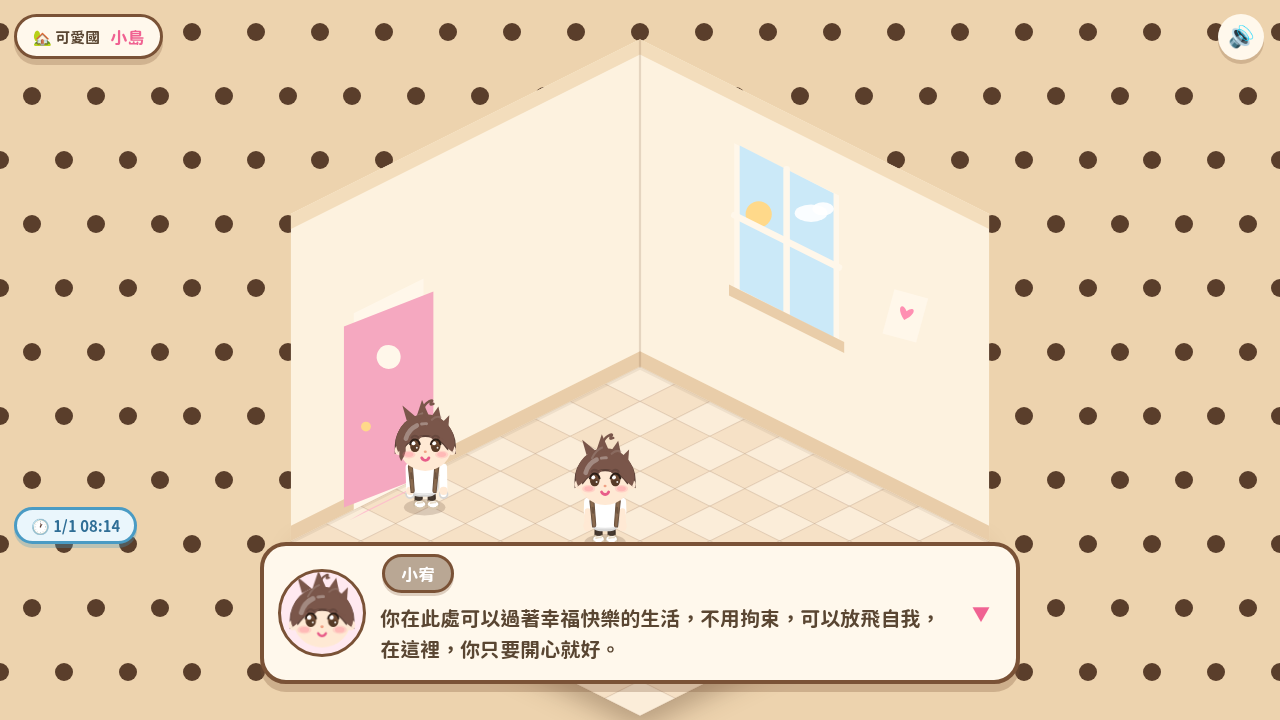 可愛國 小島
1/1 08:14
小宥
你在此處可以過著幸福快樂的生活，不用拘束，可以放飛自我，
在這裡，你只要開心就好。